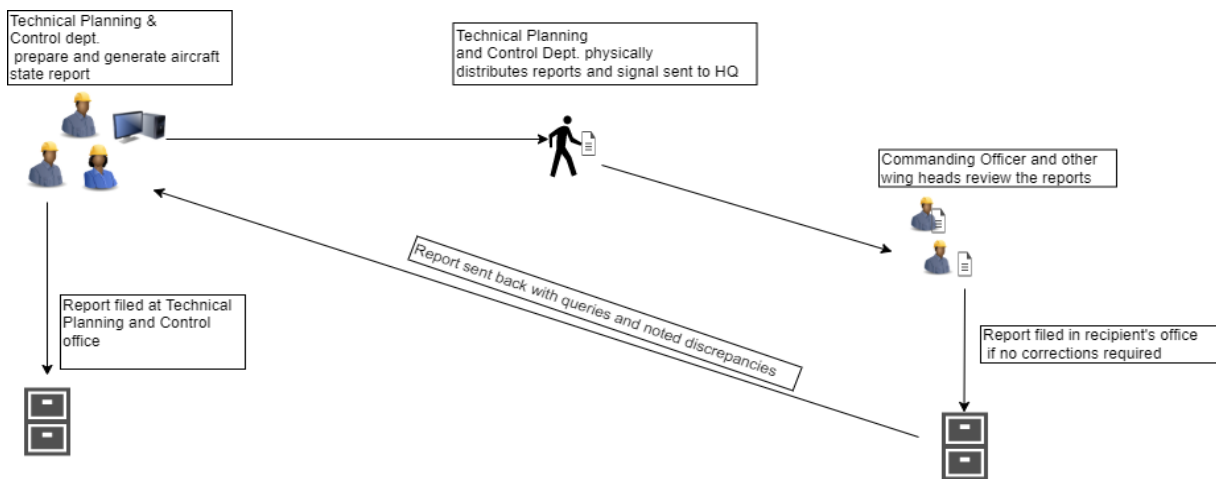 Technical Planning &
Control dept.
prepare and generate aircraft
state report
Technical Planning
and Control Dept. physically
distributes reports and signal sent to HQ
Commanding Officer and other
wing heads review the reports
Report sent back with queries and noted discrepancies
Report filed at Technical
Planning and Control
office
Report filed in recipient's office
if no corrections required